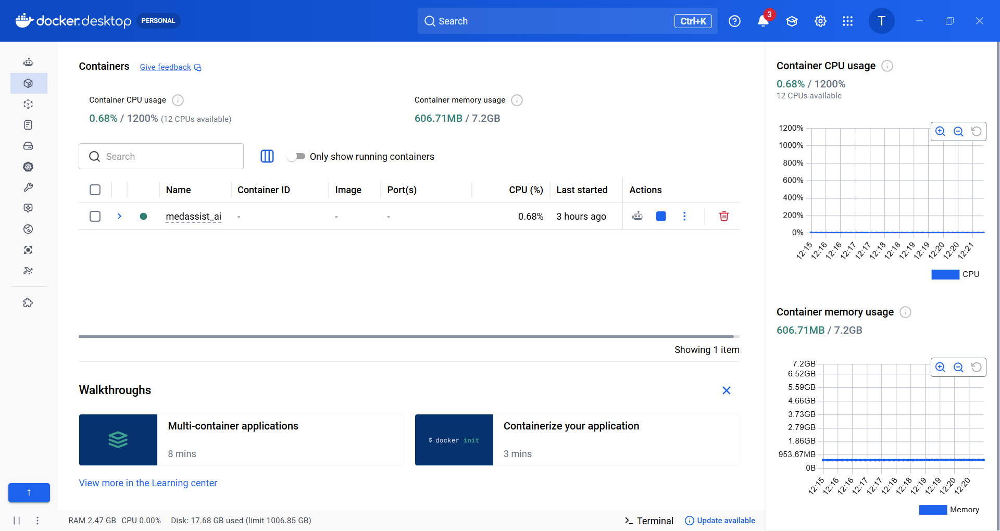 docker.desktop PERSONAL
Search Ctrl+K
3
T
Containers Give feedback
Container CPU usage
0.68% / 1200% (12 CPUs available)
Container memory usage
606.71MB / 7.2GB
Search
Only show running containers
Name Container ID Image Port(s) CPU (%) Last started Actions
medassist_ai - - - 0.68% 3 hours ago
Showing 1 item
Walkthroughs
Multi-container applications
8 mins
$ docker init
Containerize your application
3 mins
View more in the Learning center
RAM 2.47 GB CPU 0.00% Disk: 17.68 GB used (limit 1006.85 GB)
>_ Terminal
Update available
Container CPU usage
0.68% / 1200%
12 CPUs available
1200%
1000%
800%
600%
400%
200%
0%
12:15 12:16 12:16 12:17 12:17 12:18 12:18 12:19 12:19 12:20 12:20 12:21
CPU
Container memory usage
606.71MB / 7.2GB
7.2GB
6.52GB
5.59GB
4.66GB
3.73GB
2.79GB
1.86GB
953.67MB
0B
12:15 12:16 12:16 12:17 12:17 12:18 12:18 12:19 12:19 12:20 12:20
Memory